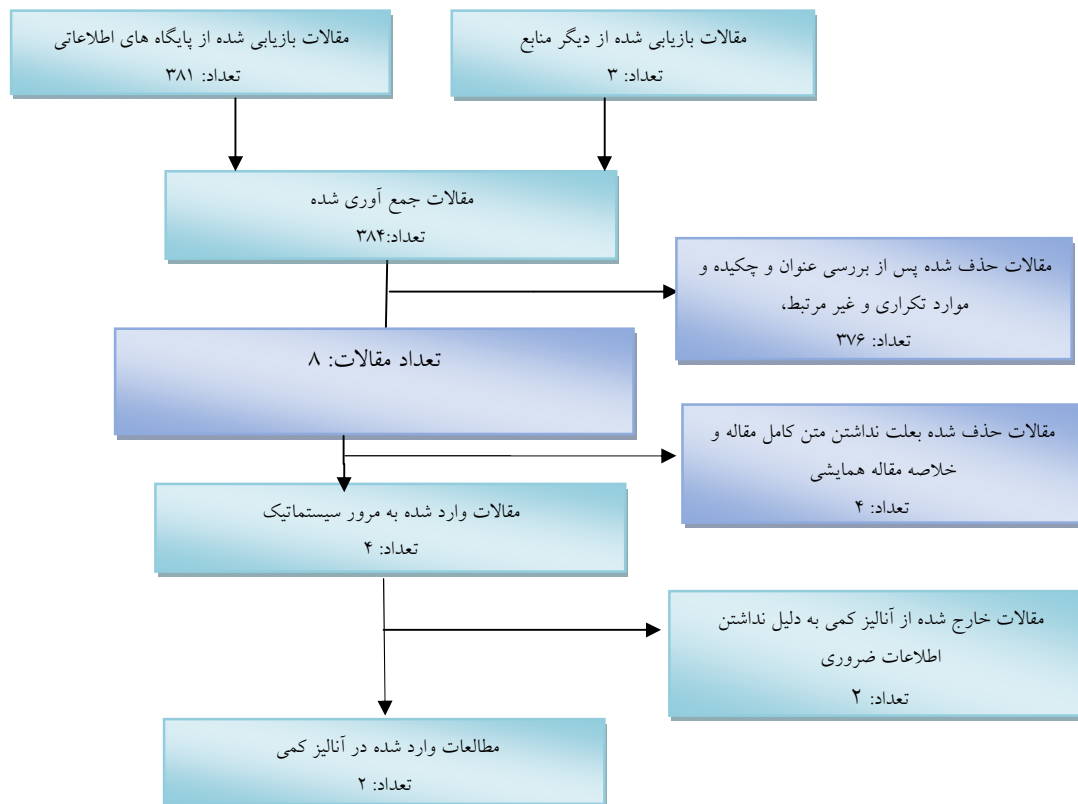 مقالات بازیابی شده از پایگاه های اطلاعاتی
تعداد: ۳۸۱
مقالات بازیابی شده از دیگر منابع
تعداد: ۳
مقالات جمع آوری شده
تعداد:۳۸۴
مقالات حذف شده پس از بررسی عنوان و چکیده و
موارد تکراری و غیر مرتبط،
تعداد: ۳۷۶
تعداد مقالات: ۸
مقالات حذف شده بعلت نداشتن متن کامل مقاله و
خلاصه مقاله همایشی
تعداد: ۴
مقالات وارد شده به مرور سیستماتیک
تعداد: ۴
مقالات خارج شده از آنالیز کمی به دلیل نداشتن
اطلاعات ضروری
تعداد: ۲
مطالعات وارد شده در آنالیز کمی
تعداد: ۲